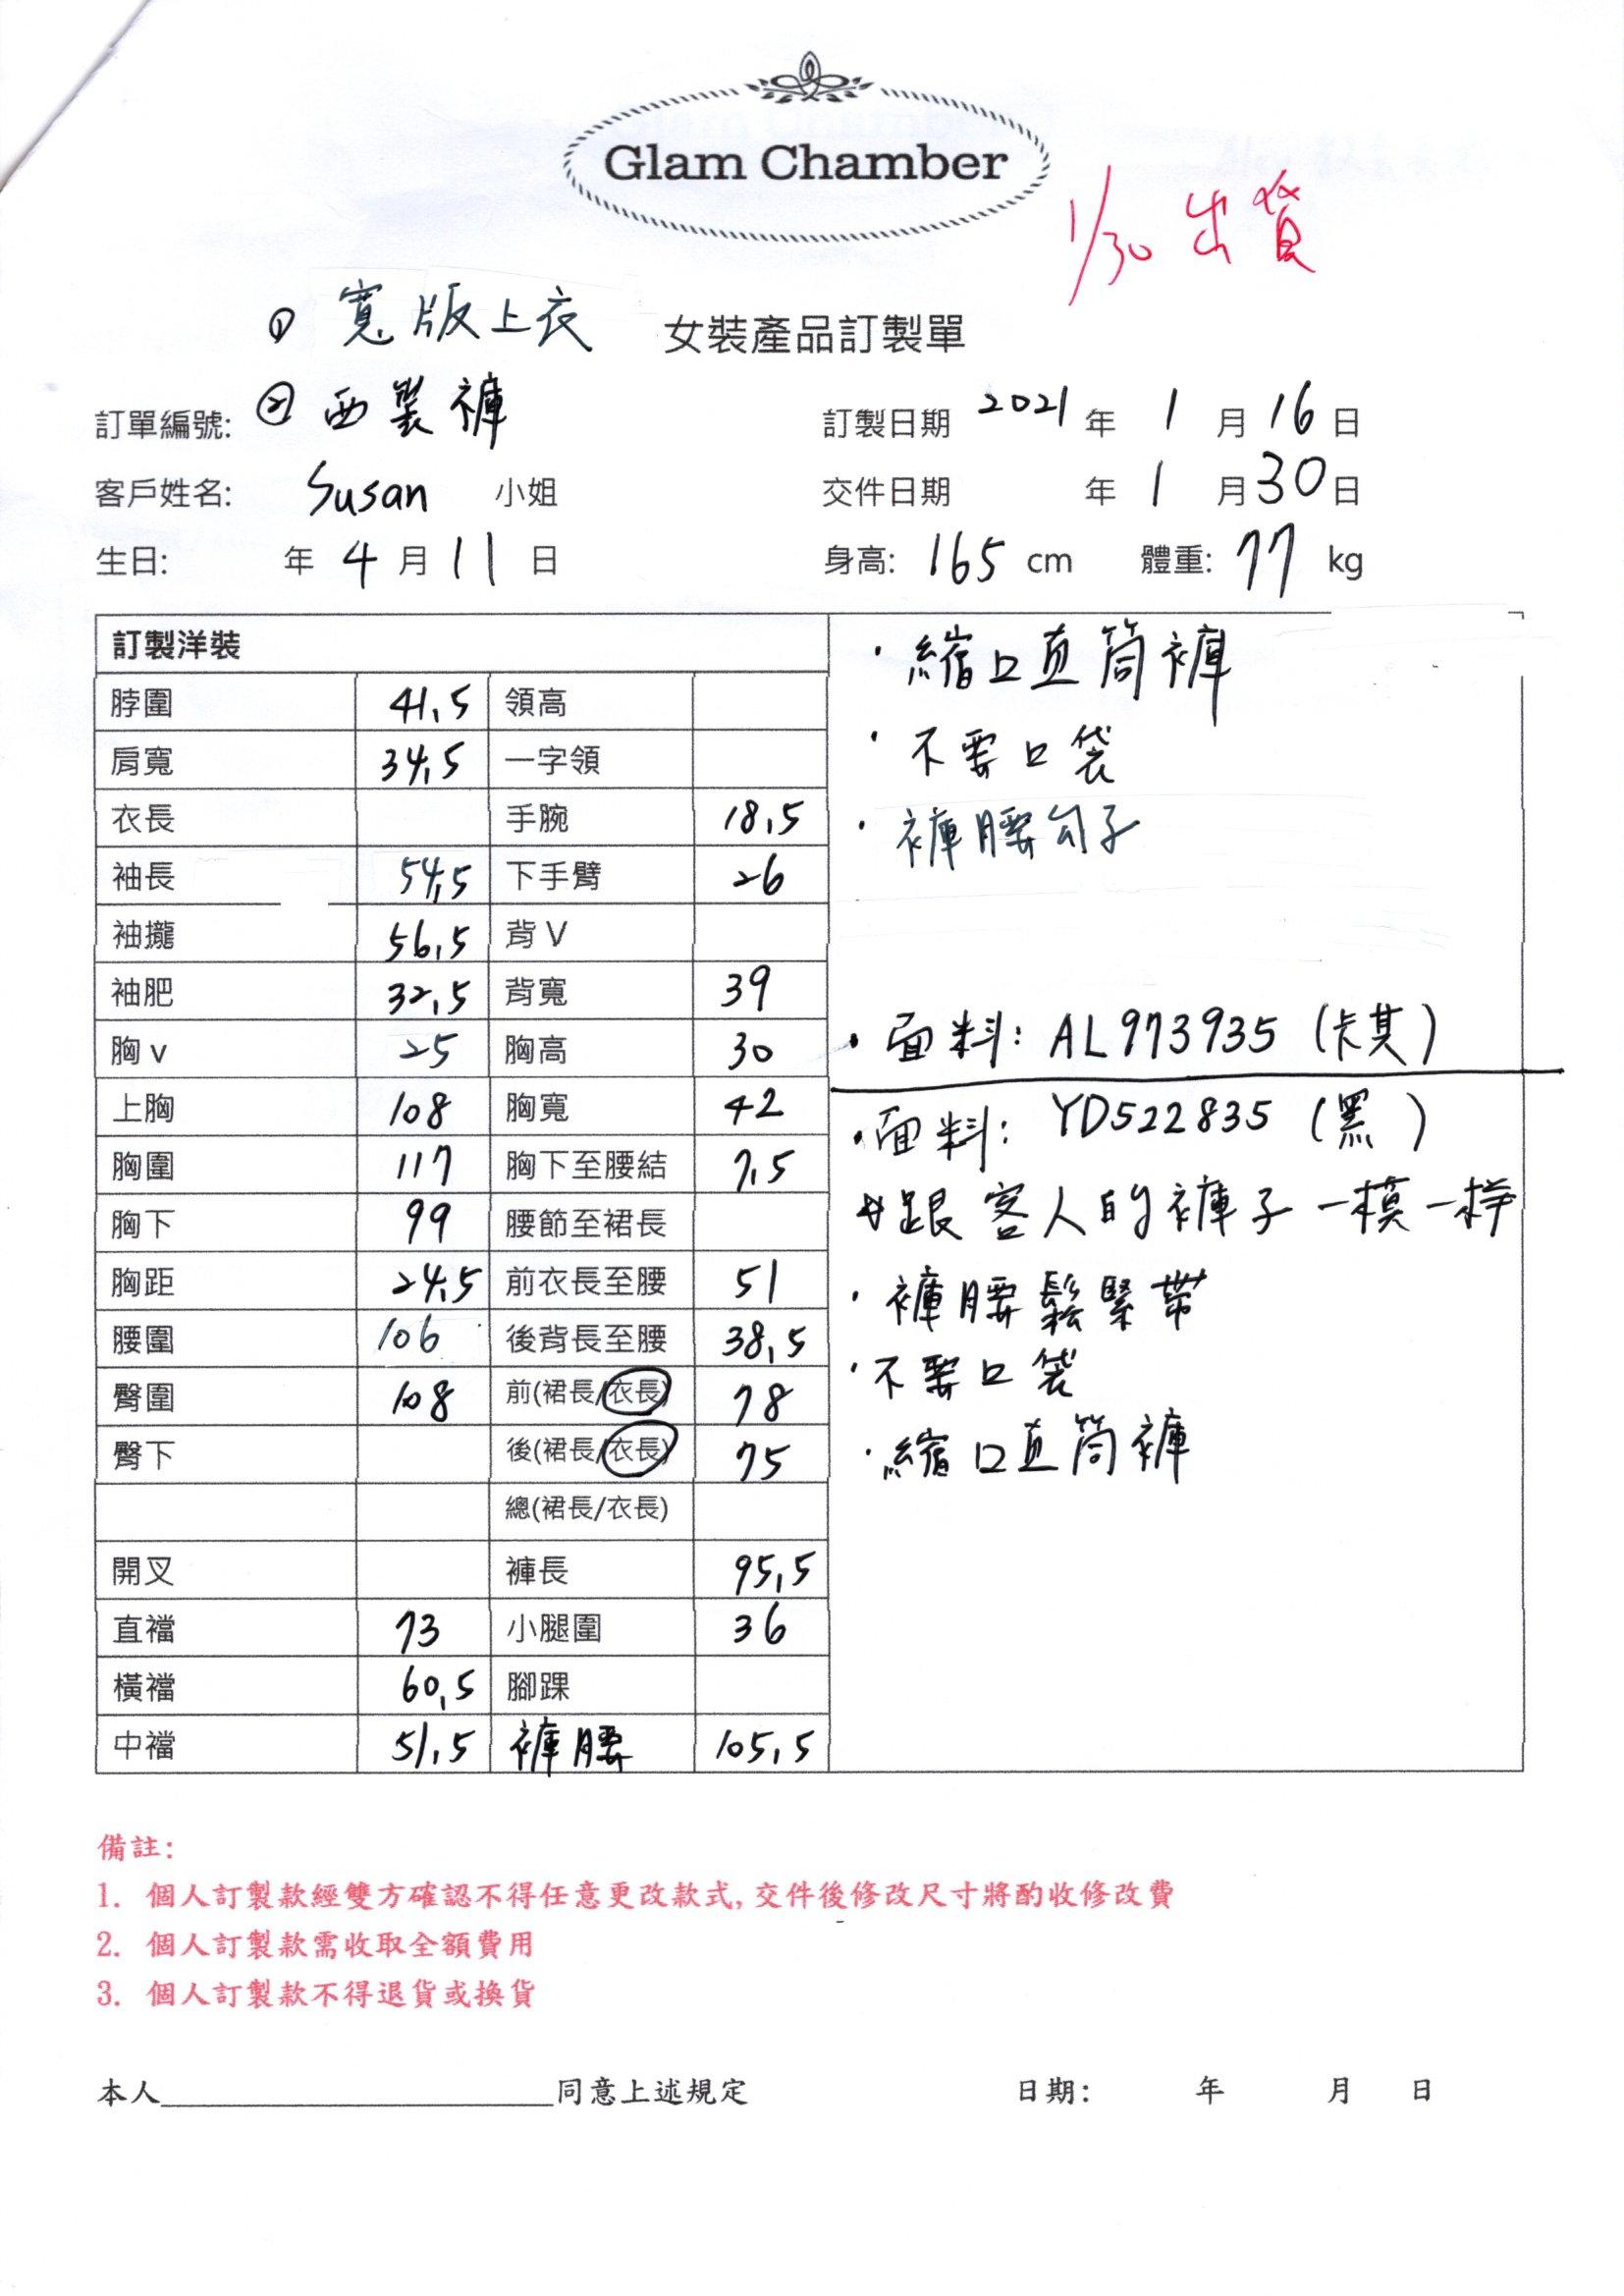 Glam Chamber
1/30 出貨
① 寬版上衣 女裝產品訂製單
訂單編號: ② 西裝褲 訂製日期 2021 年 1 月 16 日
客戶姓名: Susan 小姐 交件日期 年 1 月 30 日
生日: 年 4 月 11 日 身高: 165 cm 體重: 77 kg
訂製洋裝
脖圍 41.5 領高
肩寬 34.5 一字領
衣長 手腕 18.5
袖長 54.5 下手臂 26
袖攏 56.5 背 V
袖肥 32.5 背寬 39
胸 v 25 胸高 30
上胸 108 胸寬 42
胸圍 117 胸下至腰結 7.5
胸下 99 腰節至裙長
胸距 24.5 前衣長至腰 51
腰圍 106 後背長至腰 38.5
臀圍 108 前(裙長/衣長) 78
臀下 後(裙長/衣長) 75
總(裙長/衣長)
開叉 褲長 95.5
直襠 73 小腿圍 36
橫襠 60.5 腳踝
中襠 51.5 褲腰 105.5
・縮口直筒褲
・不要口袋
・褲腰勾子
・面料: AL973935 (卡其)
・面料: YD522835 (黑)
☆跟客人的褲子一模一樣
・褲腰鬆緊帶
・不要口袋
・縮口直筒褲
備註:
1. 個人訂製款經雙方確認不得任意更改款式,交件後修改尺寸將酌收修改費
2. 個人訂製款需收取全額費用
3. 個人訂製款不得退貨或換貨
本人________________________同意上述規定 日期: 年 月 日